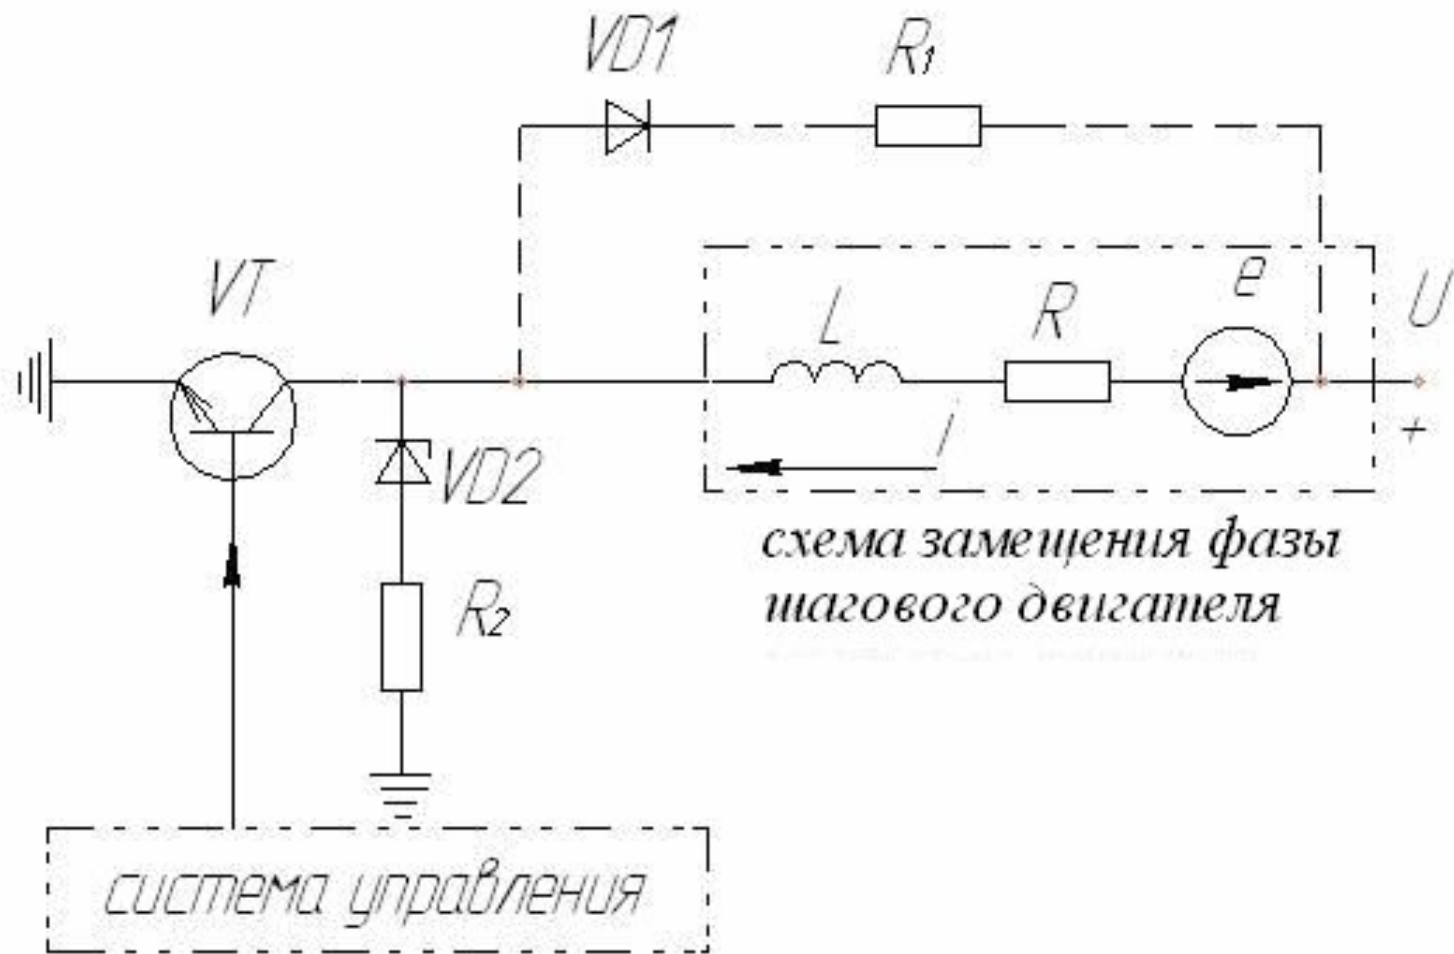 VD1
R1
VT
L
R
e
U
+
i
VD2
R2
схема замещения фазы
шагового двигателя
система управления